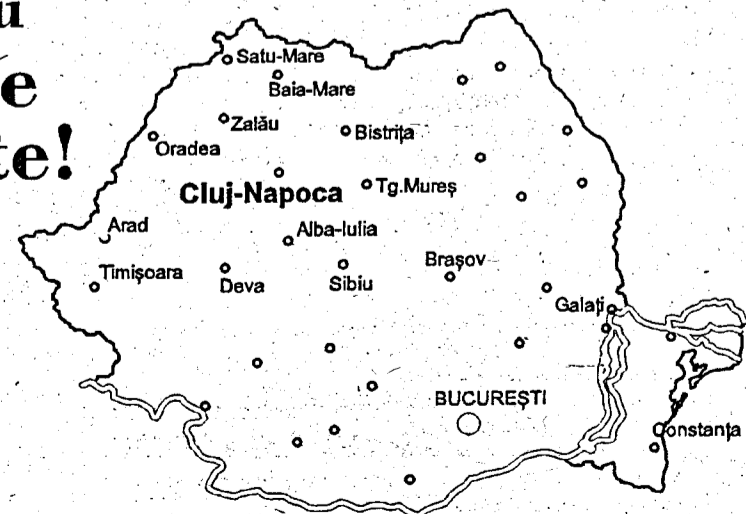 te!
Satu-Mare
Baia-Mare
Zalău
Oradea
Bistrița
Cluj-Napoca
Tg.Mureș
Arad
Alba-Iulia
Timișoara
Deva
Sibiu
Brașov
Galați
BUCUREȘTI
Constanța